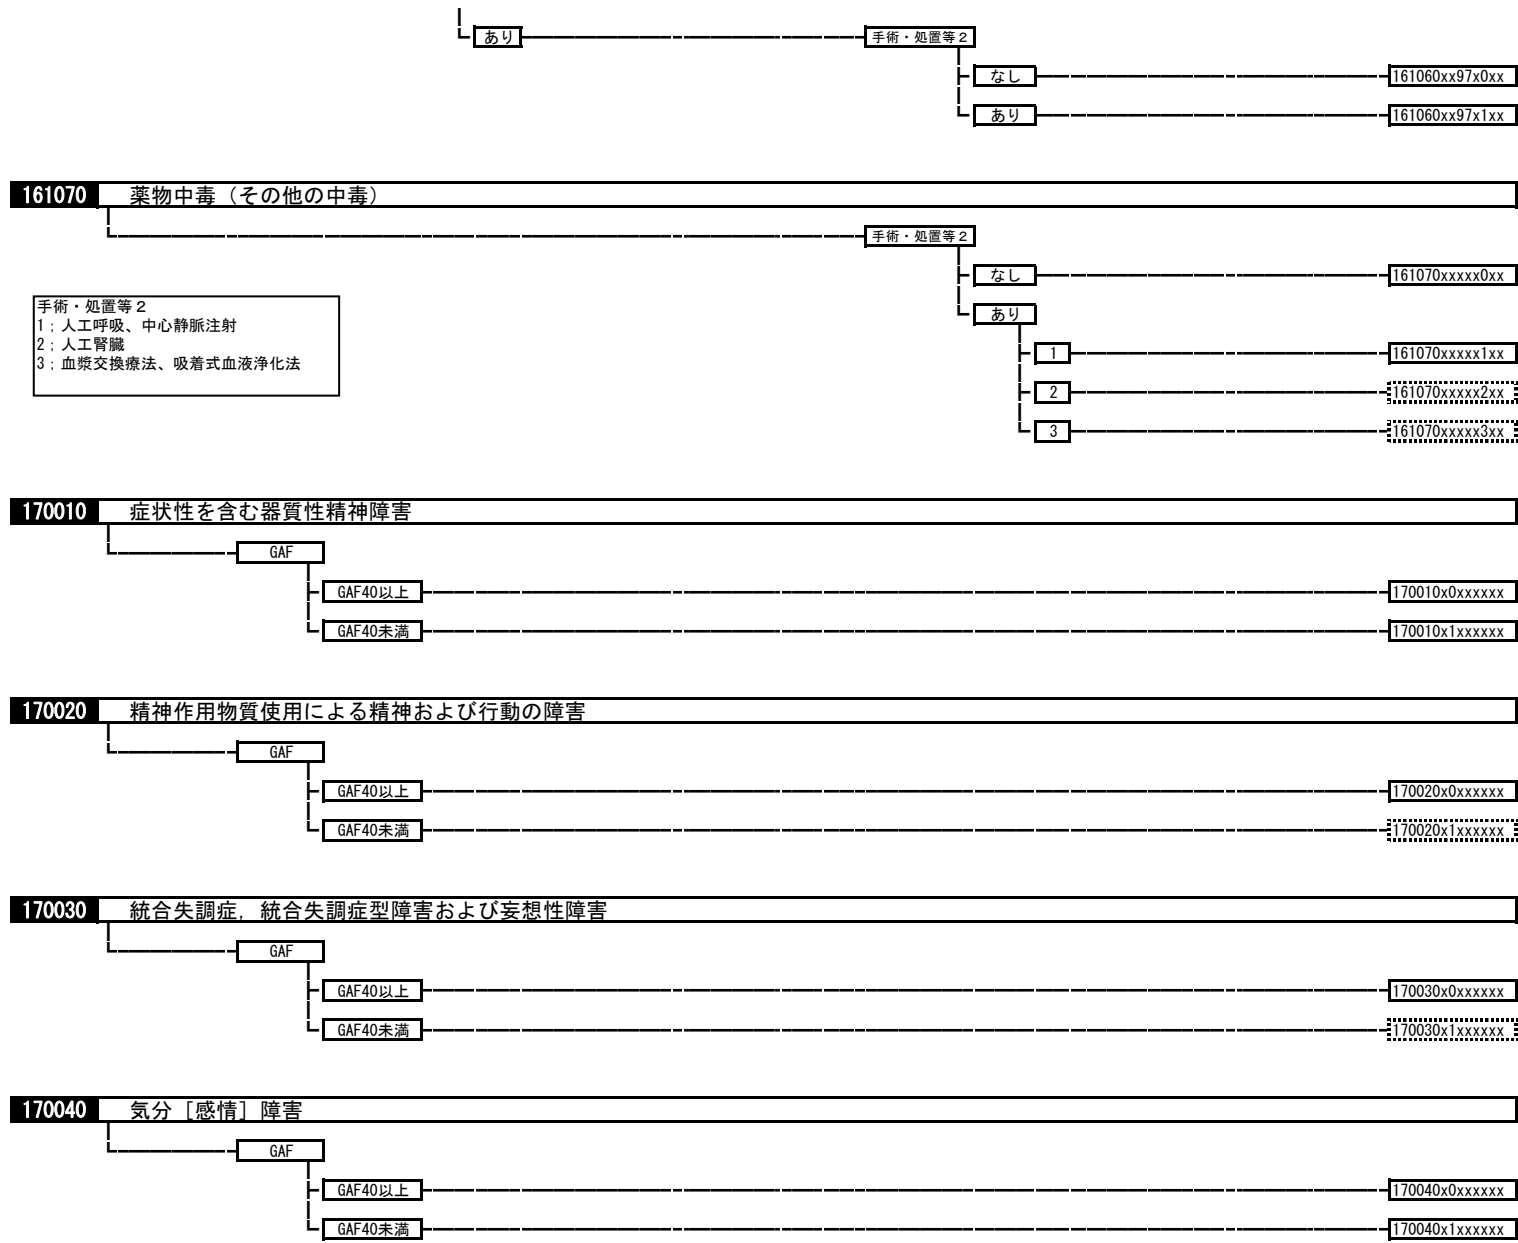 あり 手術・処置等２
なし 161060xx97x0xx
あり 161060xx97x1xx
161070 薬物中毒（その他の中毒）
手術・処置等２
なし 161070xxxxx0xx
手術・処置等２
1；人工呼吸、中心静脈注射
2；人工腎臓
3；血漿交換療法、吸着式血液浄化法
あり
1 161070xxxxx1xx
2 161070xxxxx2xx
3 161070xxxxx3xx
170010 症状性を含む器質性精神障害
GAF
GAF40以上 170010x0xxxxxx
GAF40未満 170010x1xxxxxx
170020 精神作用物質使用による精神および行動の障害
GAF
GAF40以上 170020x0xxxxxx
GAF40未満 170020x1xxxxxx
170030 統合失調症，統合失調症型障害および妄想性障害
GAF
GAF40以上 170030x0xxxxxx
GAF40未満 170030x1xxxxxx
170040 気分［感情］障害
GAF
GAF40以上 170040x0xxxxxx
GAF40未満 170040x1xxxxxx